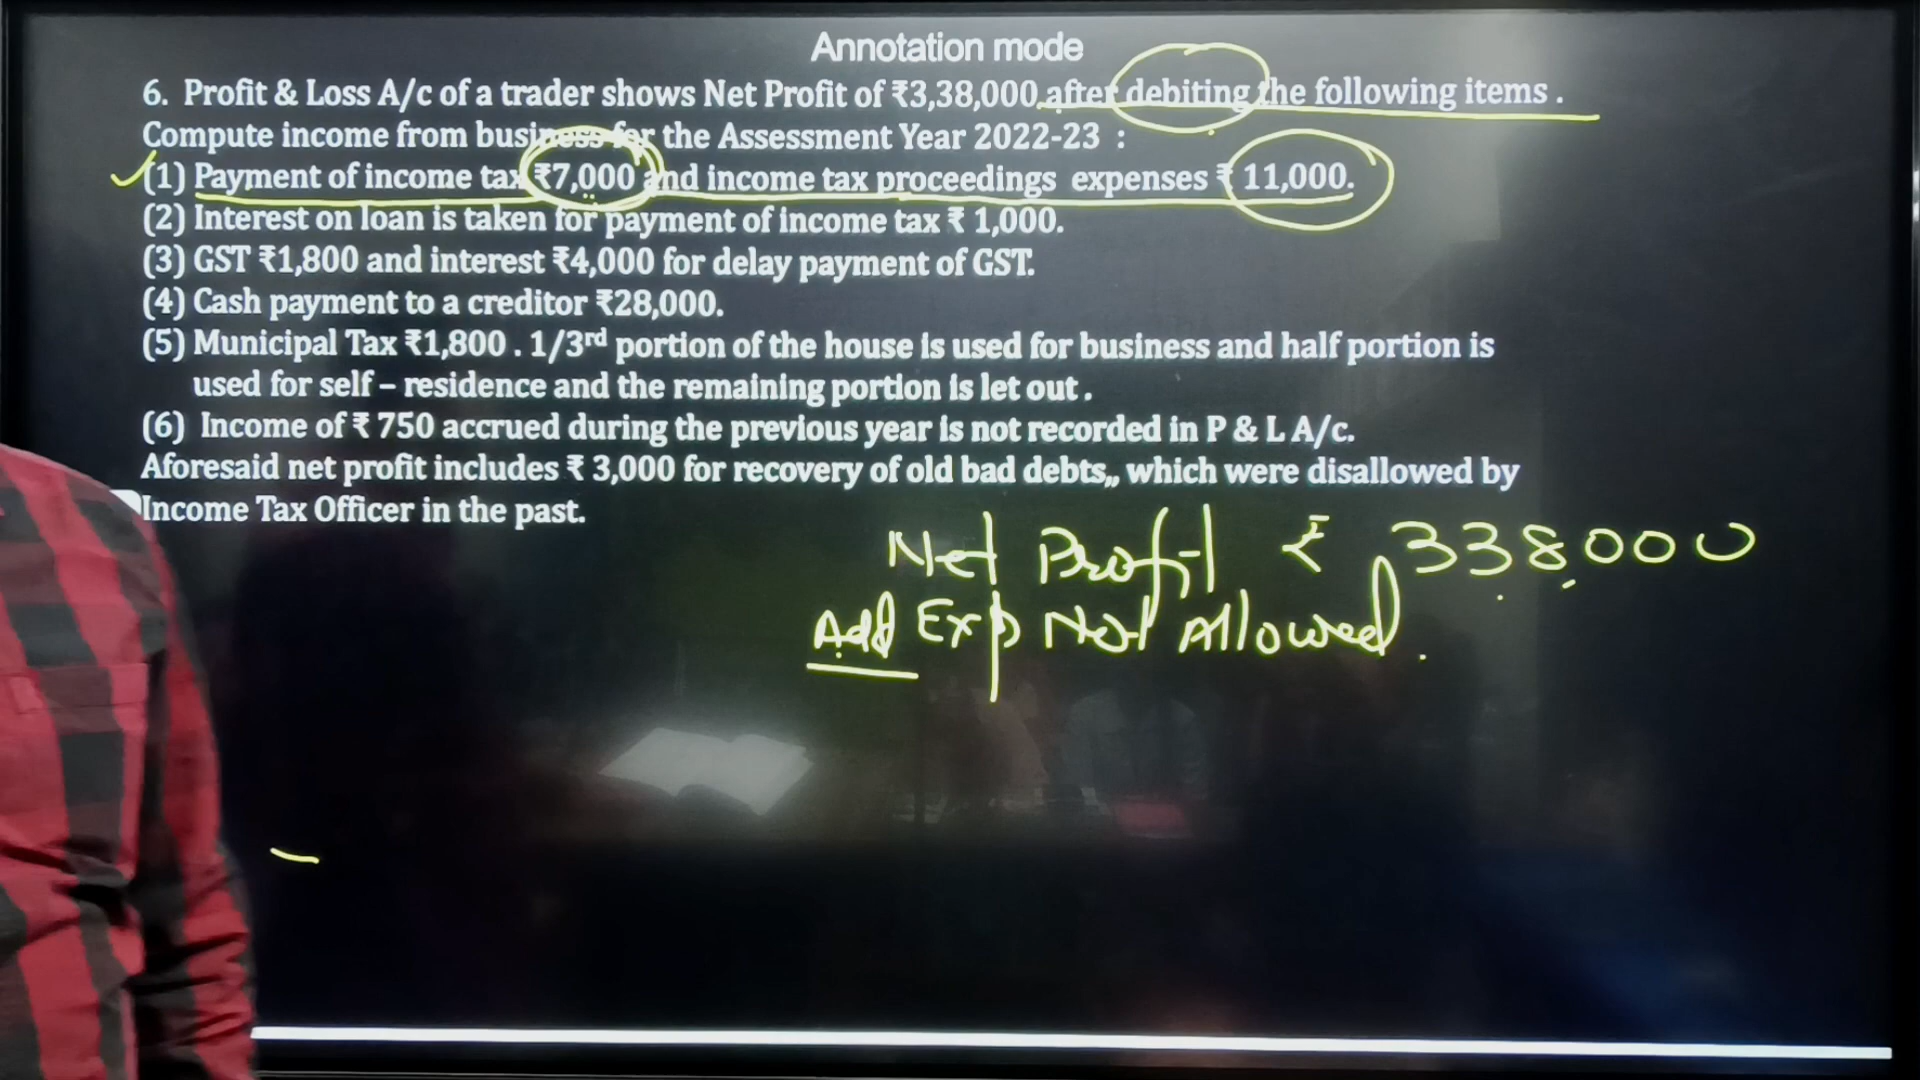 Annotation mode
6. Profit & Loss A/c of a trader shows Net Profit of ₹3,38,000 after debiting the following items .
Compute income from business for the Assessment Year 2022-23 :
(1) Payment of income tax ₹7,000 and income tax proceedings expenses ₹ 11,000.
(2) Interest on loan is taken for payment of income tax ₹ 1,000.
(3) GST ₹1,800 and interest ₹4,000 for delay payment of GST.
(4) Cash payment to a creditor ₹28,000.
(5) Municipal Tax ₹1,800 . 1/3rd portion of the house is used for business and half portion is
used for self – residence and the remaining portion is let out .
(6) Income of ₹ 750 accrued during the previous year is not recorded in P & L A/c.
Aforesaid net profit includes ₹ 3,000 for recovery of old bad debts,, which were disallowed by
Income Tax Officer in the past.
Net Profit ₹ 338,000
Add Exp Not Allowed